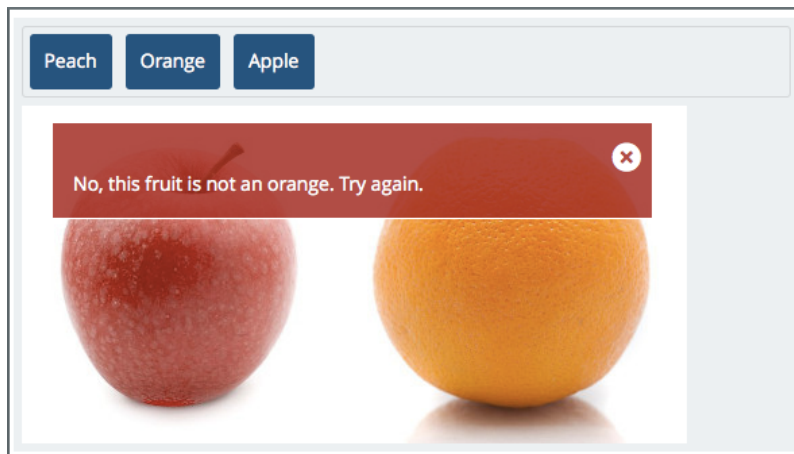 Peach Orange Apple
No, this fruit is not an orange. Try again.